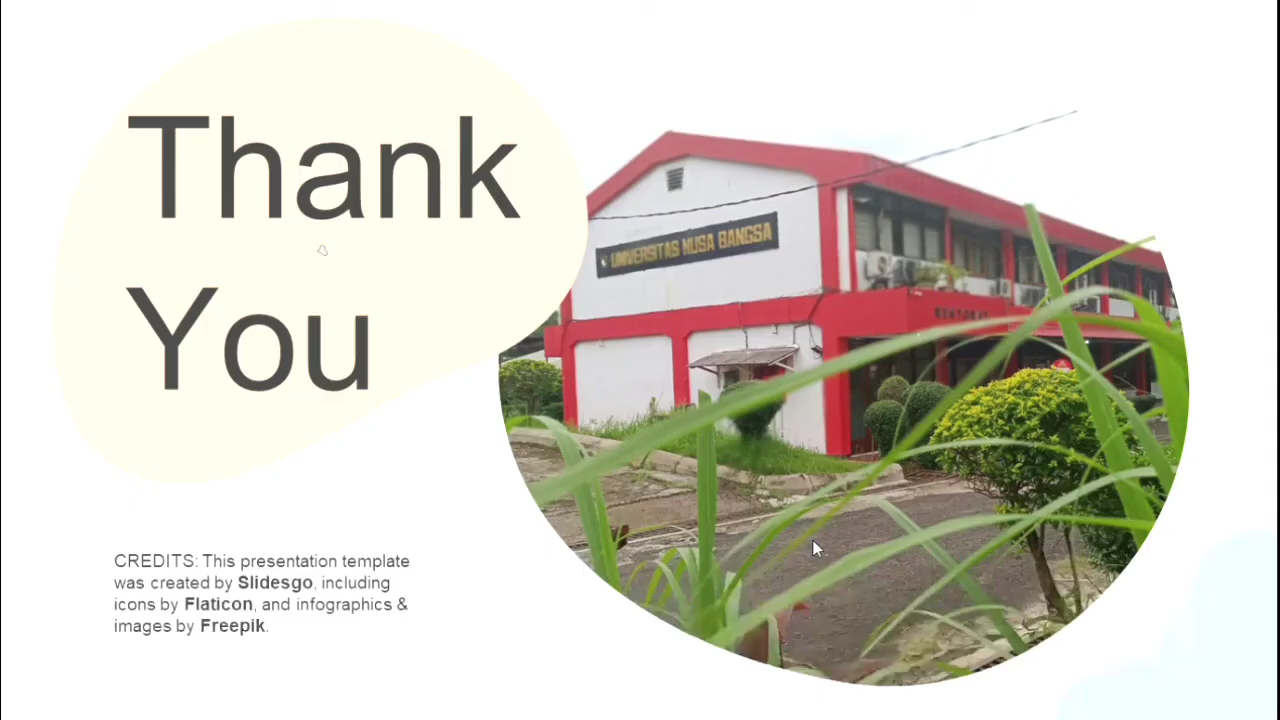 Thank
You
UNIVERSITAS NUSA BANGSA
REKTORAT
CREDITS: This presentation template
was created by Slidesgo, including
icons by Flaticon, and infographics &
images by Freepik.